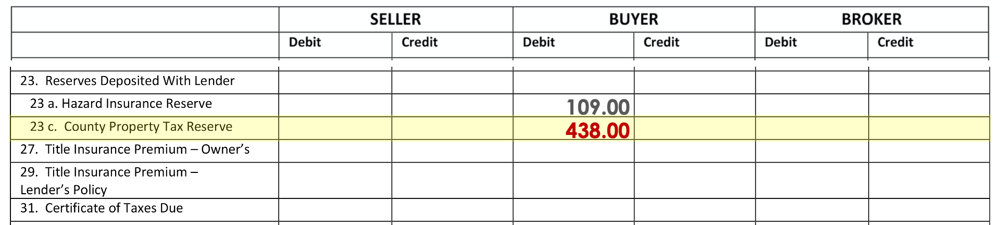 SELLER BUYER BROKER
Debit Credit Debit Credit Debit Credit
23. Reserves Deposited With Lender
23 a. Hazard Insurance Reserve 109.00
23 c. County Property Tax Reserve 438.00
27. Title Insurance Premium – Owner’s
29. Title Insurance Premium –
Lender’s Policy
31. Certificate of Taxes Due